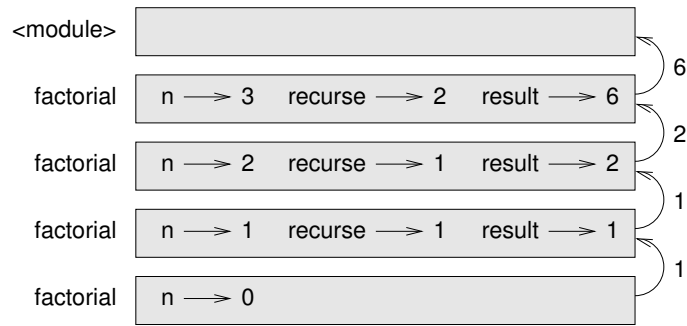 <module>
6
factorial n 3 recurse 2 result 6
2
factorial n 2 recurse 1 result 2
1
factorial n 1 recurse 1 result 1
1
factorial n 0